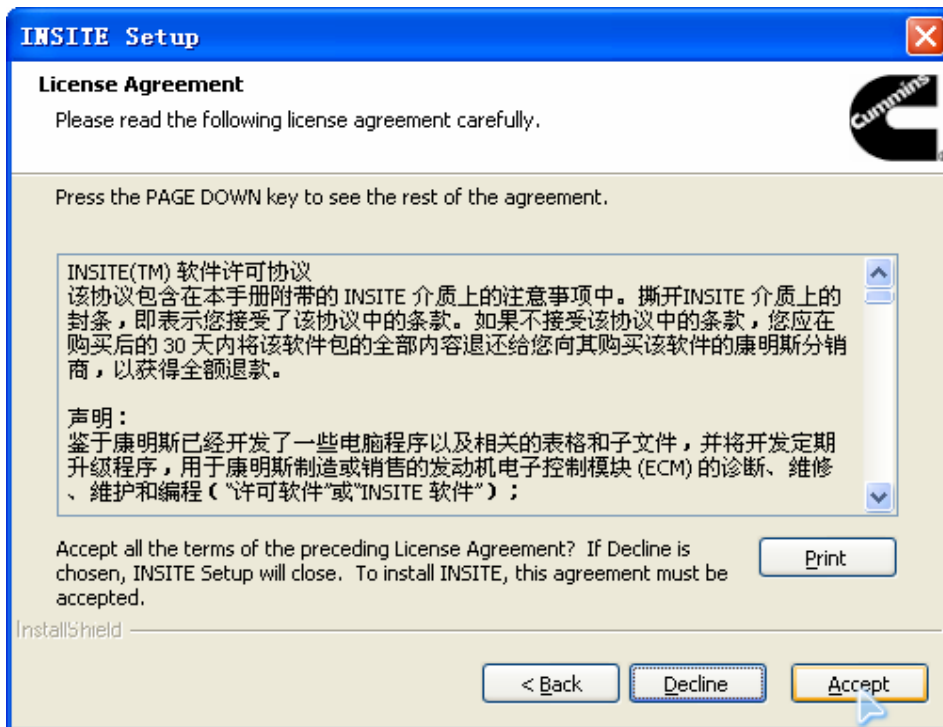 INSITE Setup
License Agreement
Please read the following license agreement carefully.
Cummins
Press the PAGE DOWN key to see the rest of the agreement.
INSITE(TM) 软件许可协议
该协议包含在本手册附带的 INSITE 介质上的注意事项中。撕开INSITE 介质上的
封条，即表示您接受了该协议中的条款。如果不接受该协议中的条款，您应在
购买后的 30 天内将该软件包的全部内容退还给您向其购买该软件的康明斯分销
商，以获得全额退款。
声明：
鉴于康明斯已经开发了一些电脑程序以及相关的表格和子文件，并将开发定期
升级程序，用于康明斯制造或销售的发动机电子控制模块 (ECM) 的诊断、维修
、维护和编程（“许可软件”或“INSITE 软件”）；
Accept all the terms of the preceding License Agreement? If Decline is
chosen, INSITE Setup will close. To install INSITE, this agreement must be
accepted.
Print
InstallShield
< Back
Decline
Accept